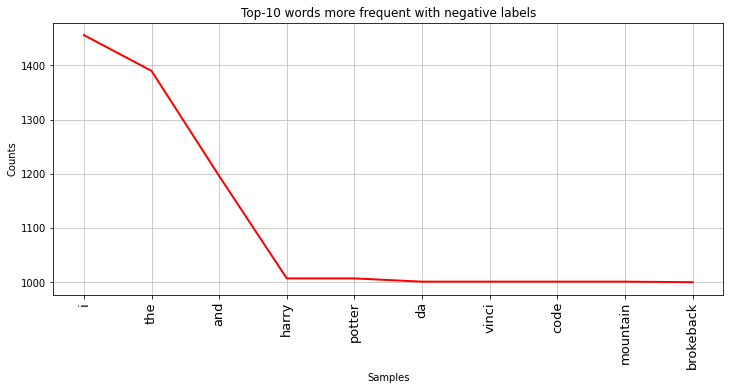 Top-10 words more frequent with negative labels
Counts
1400
1300
1200
1100
1000
i
the
and
harry
potter
da
vinci
code
mountain
brokeback
Samples